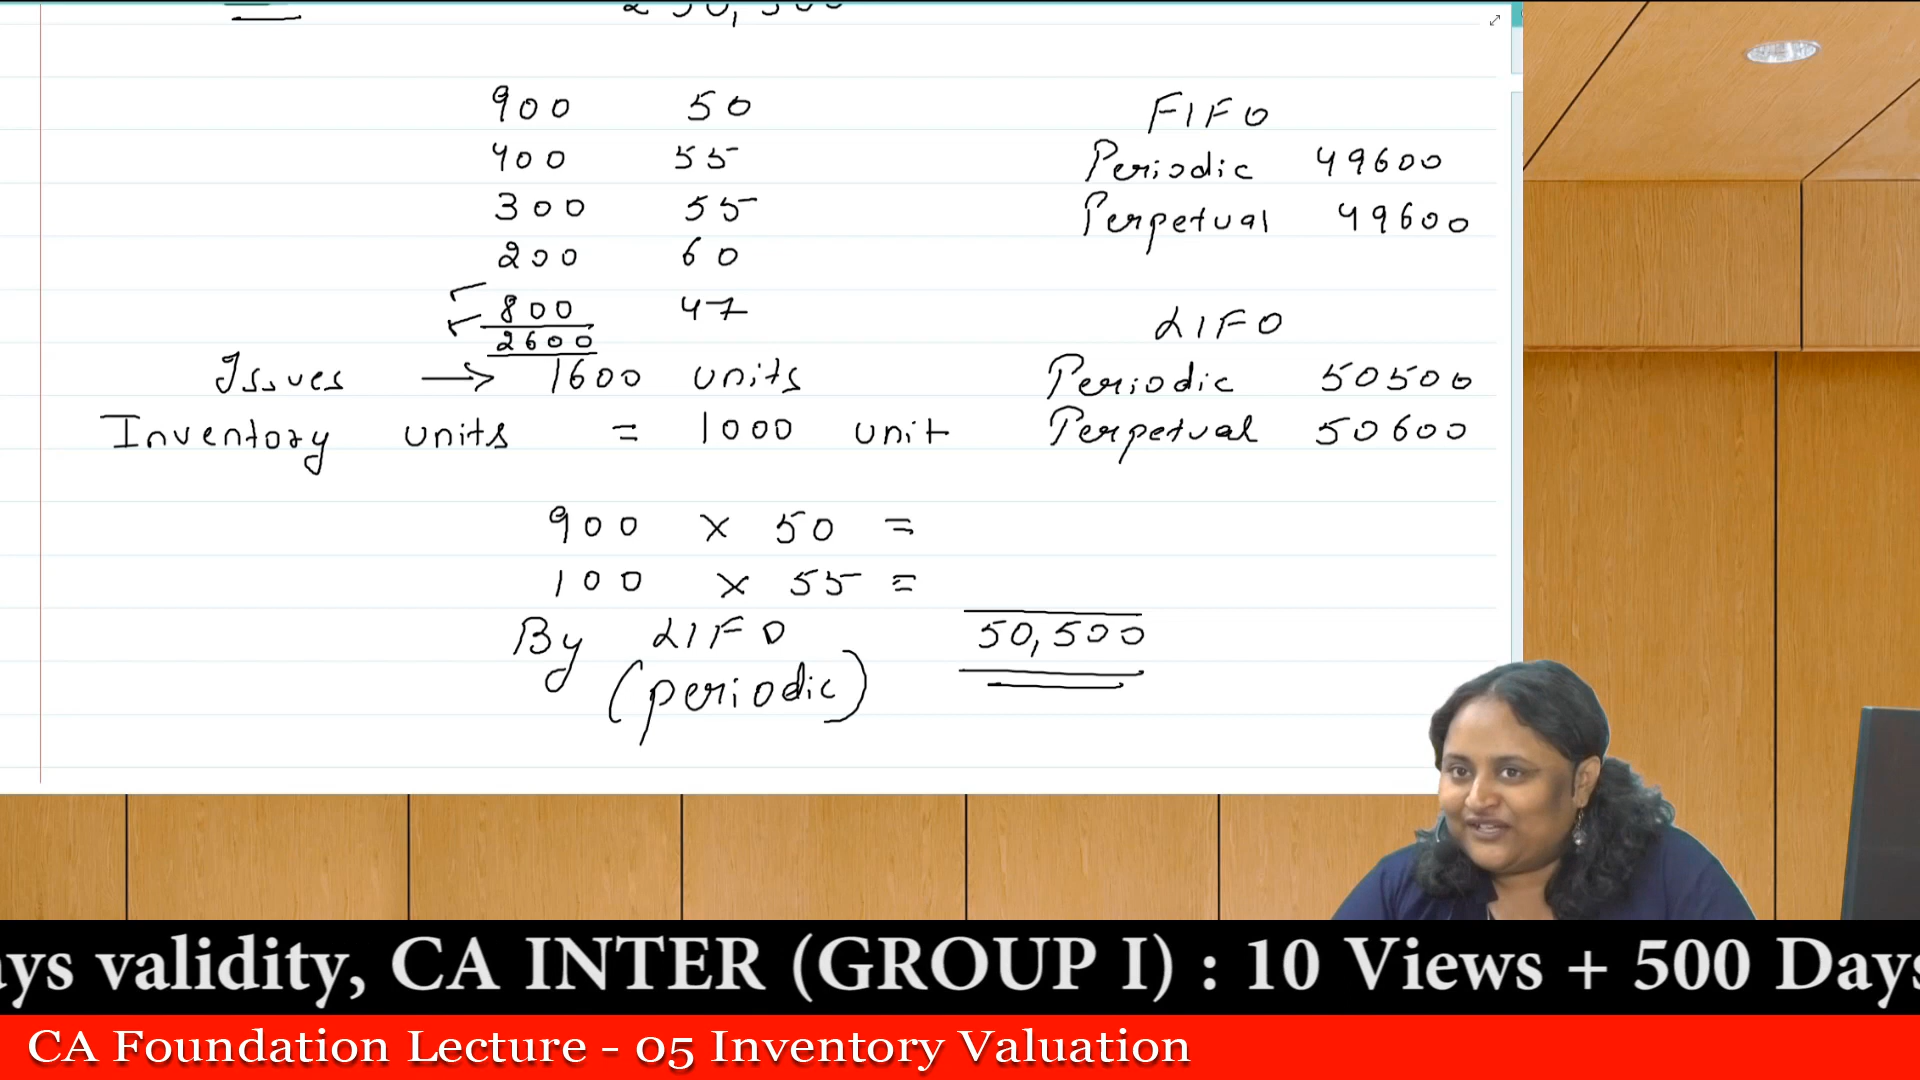 900 50
400 55
300 55
200 60
800 47
2600
Issues → 1600 units
Inventory units = 1000 unit
FIFO
Periodic 49600
Perpetual 49600
LIFO
Periodic 50500
Perpetual 50600
900 × 50 =
100 × 55 =
By LIFO 50,500
(periodic)
ays validity, CA INTER (GROUP I) : 10 Views + 500 Days
CA Foundation Lecture - 05 Inventory Valuation